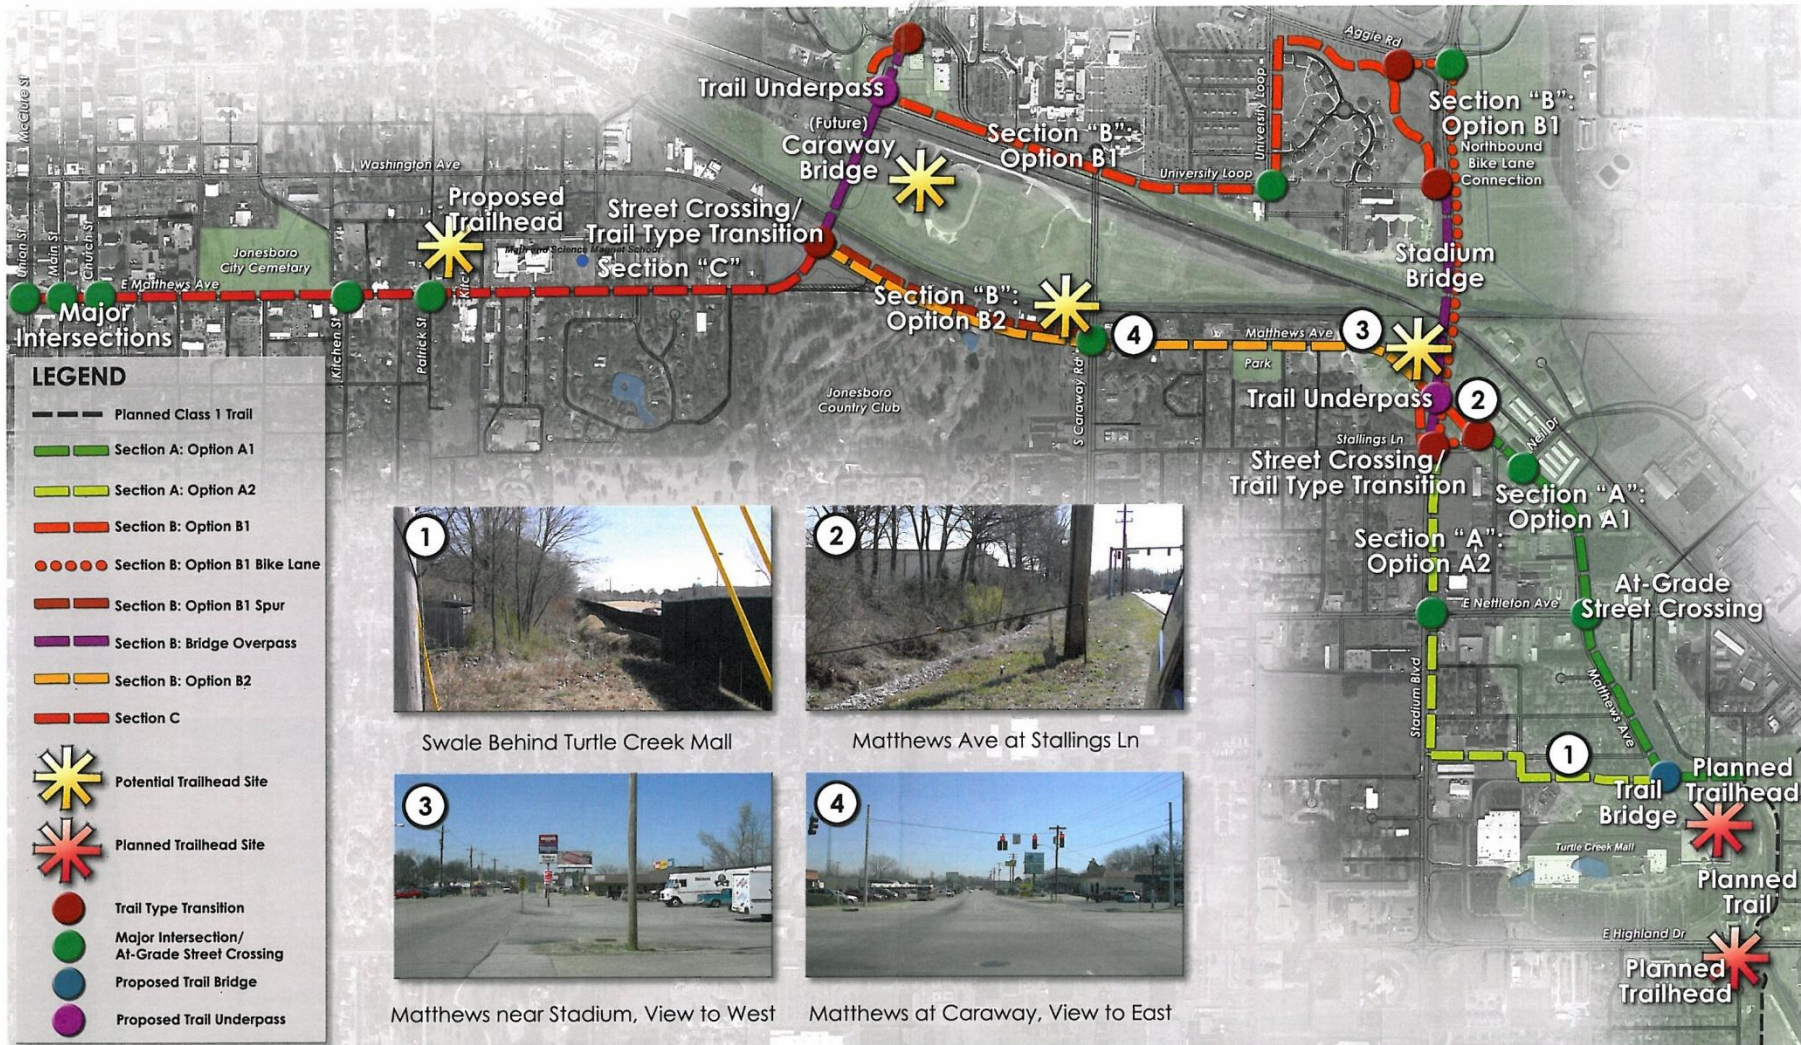 McClure St
Union St
Main St
Church St
Washington Ave
Jonesboro
City Cemetary
E Matthews Ave
Major
Intersections
Kitchen St
Patrick St
Proposed
Trailhead
Math and Science Magnet School
Street Crossing/
Trail Type Transition
Section "C"
Trail Underpass
(Future)
Caraway
Bridge
Section "B":
Option B1
University Loop
University Loop
Aggie Rd
Section "B":
Option B1
Northbound
Bike Lane
Connection
Stadium
Bridge
Section "B":
Option B2
S Caraway Rd
4
Matthews Ave
3
Park
Jonesboro
Country Club
Trail Underpass
2
Stallings Ln
Neil Dr
Street Crossing/
Trail Type Transition
Section "A":
Option A1
Section "A":
Option A2
At-Grade
Street Crossing
E Nettleton Ave
Stadium Blvd
Matthews Ave
1
Trail
Bridge
Planned
Trailhead
Turtle Creek Mall
Planned
Trail
E Highland Dr
Planned
Trailhead
LEGEND
Planned Class 1 Trail
Section A: Option A1
Section A: Option A2
Section B: Option B1
Section B: Option B1 Bike Lane
Section B: Option B1 Spur
Section B: Bridge Overpass
Section B: Option B2
Section C
Potential Trailhead Site
Planned Trailhead Site
Trail Type Transition
Major Intersection/
At-Grade Street Crossing
Proposed Trail Bridge
Proposed Trail Underpass
1
Swale Behind Turtle Creek Mall
2
Matthews Ave at Stallings Ln
3
Matthews near Stadium, View to West
4
Matthews at Caraway, View to East